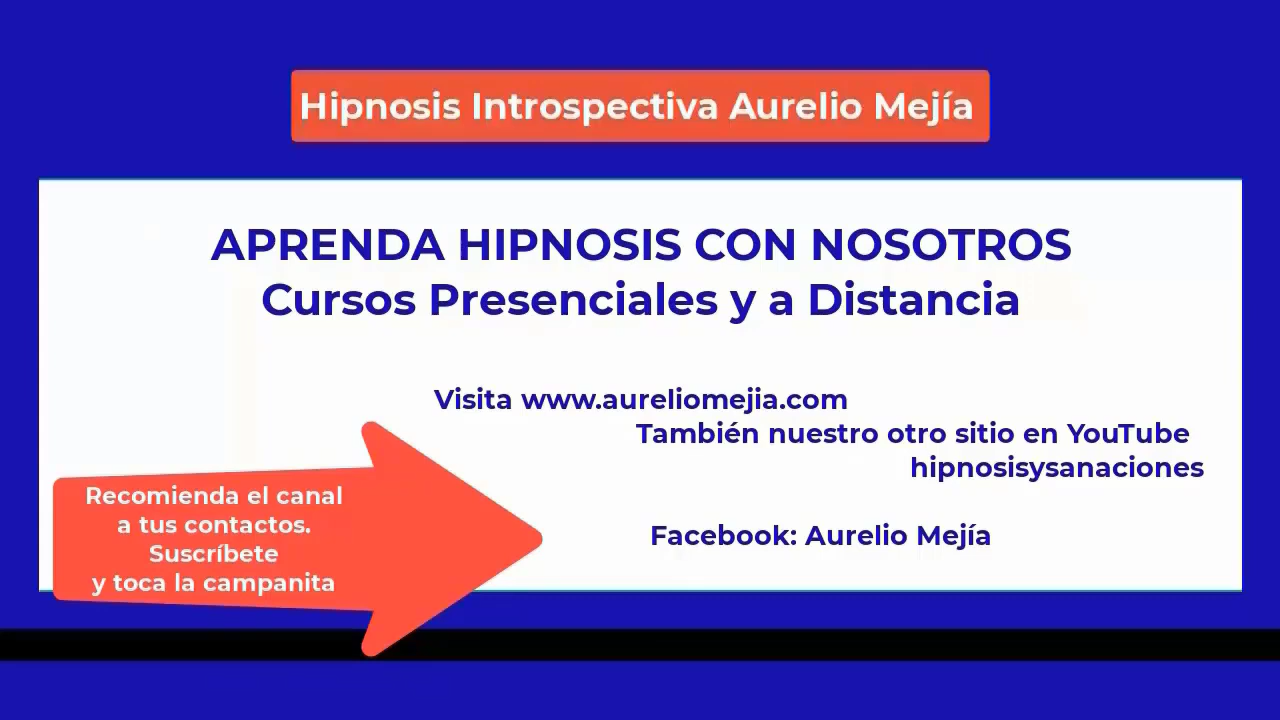 Hipnosis Introspectiva Aurelio Mejía
APRENDA HIPNOSIS CON NOSOTROS
Cursos Presenciales y a Distancia
Visita www.aureliomejia.com
También nuestro otro sitio en YouTube
hipnosisysanaciones
Facebook: Aurelio Mejía
Recomienda el canal
a tus contactos.
Suscríbete
y toca la campanita